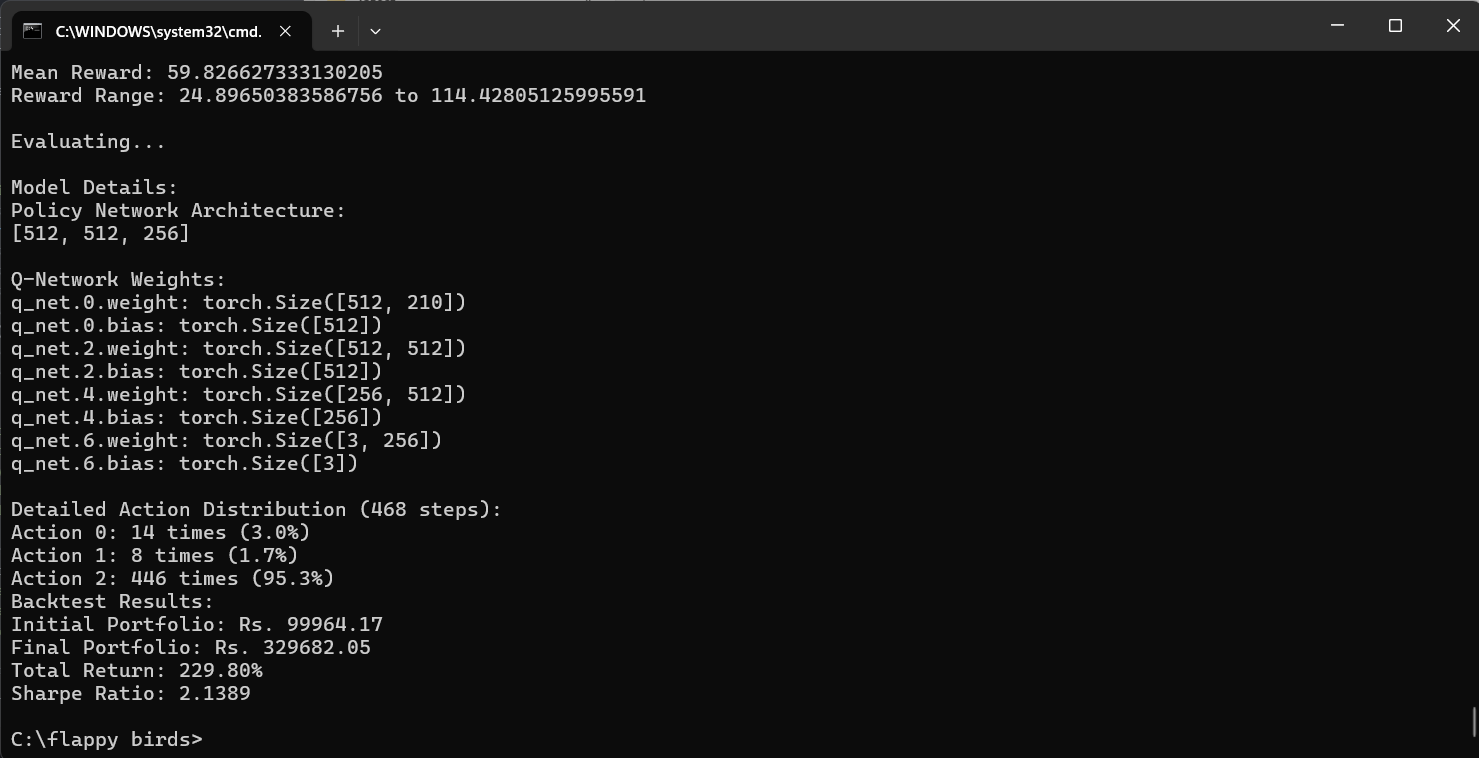 C:\WINDOWS\system32\cmd.
Mean Reward: 59.826627333130205
Reward Range: 24.89650383586756 to 114.42805125995591
Evaluating...
Model Details:
Policy Network Architecture:
[512, 512, 256]
Q-Network Weights:
q_net.0.weight: torch.Size([512, 210])
q_net.0.bias: torch.Size([512])
q_net.2.weight: torch.Size([512, 512])
q_net.2.bias: torch.Size([512])
q_net.4.weight: torch.Size([256, 512])
q_net.4.bias: torch.Size([256])
q_net.6.weight: torch.Size([3, 256])
q_net.6.bias: torch.Size([3])
Detailed Action Distribution (468 steps):
Action 0: 14 times (3.0%)
Action 1: 8 times (1.7%)
Action 2: 446 times (95.3%)
Backtest Results:
Initial Portfolio: Rs. 99964.17
Final Portfolio: Rs. 329682.05
Total Return: 229.80%
Sharpe Ratio: 2.1389
C:\flappy birds>